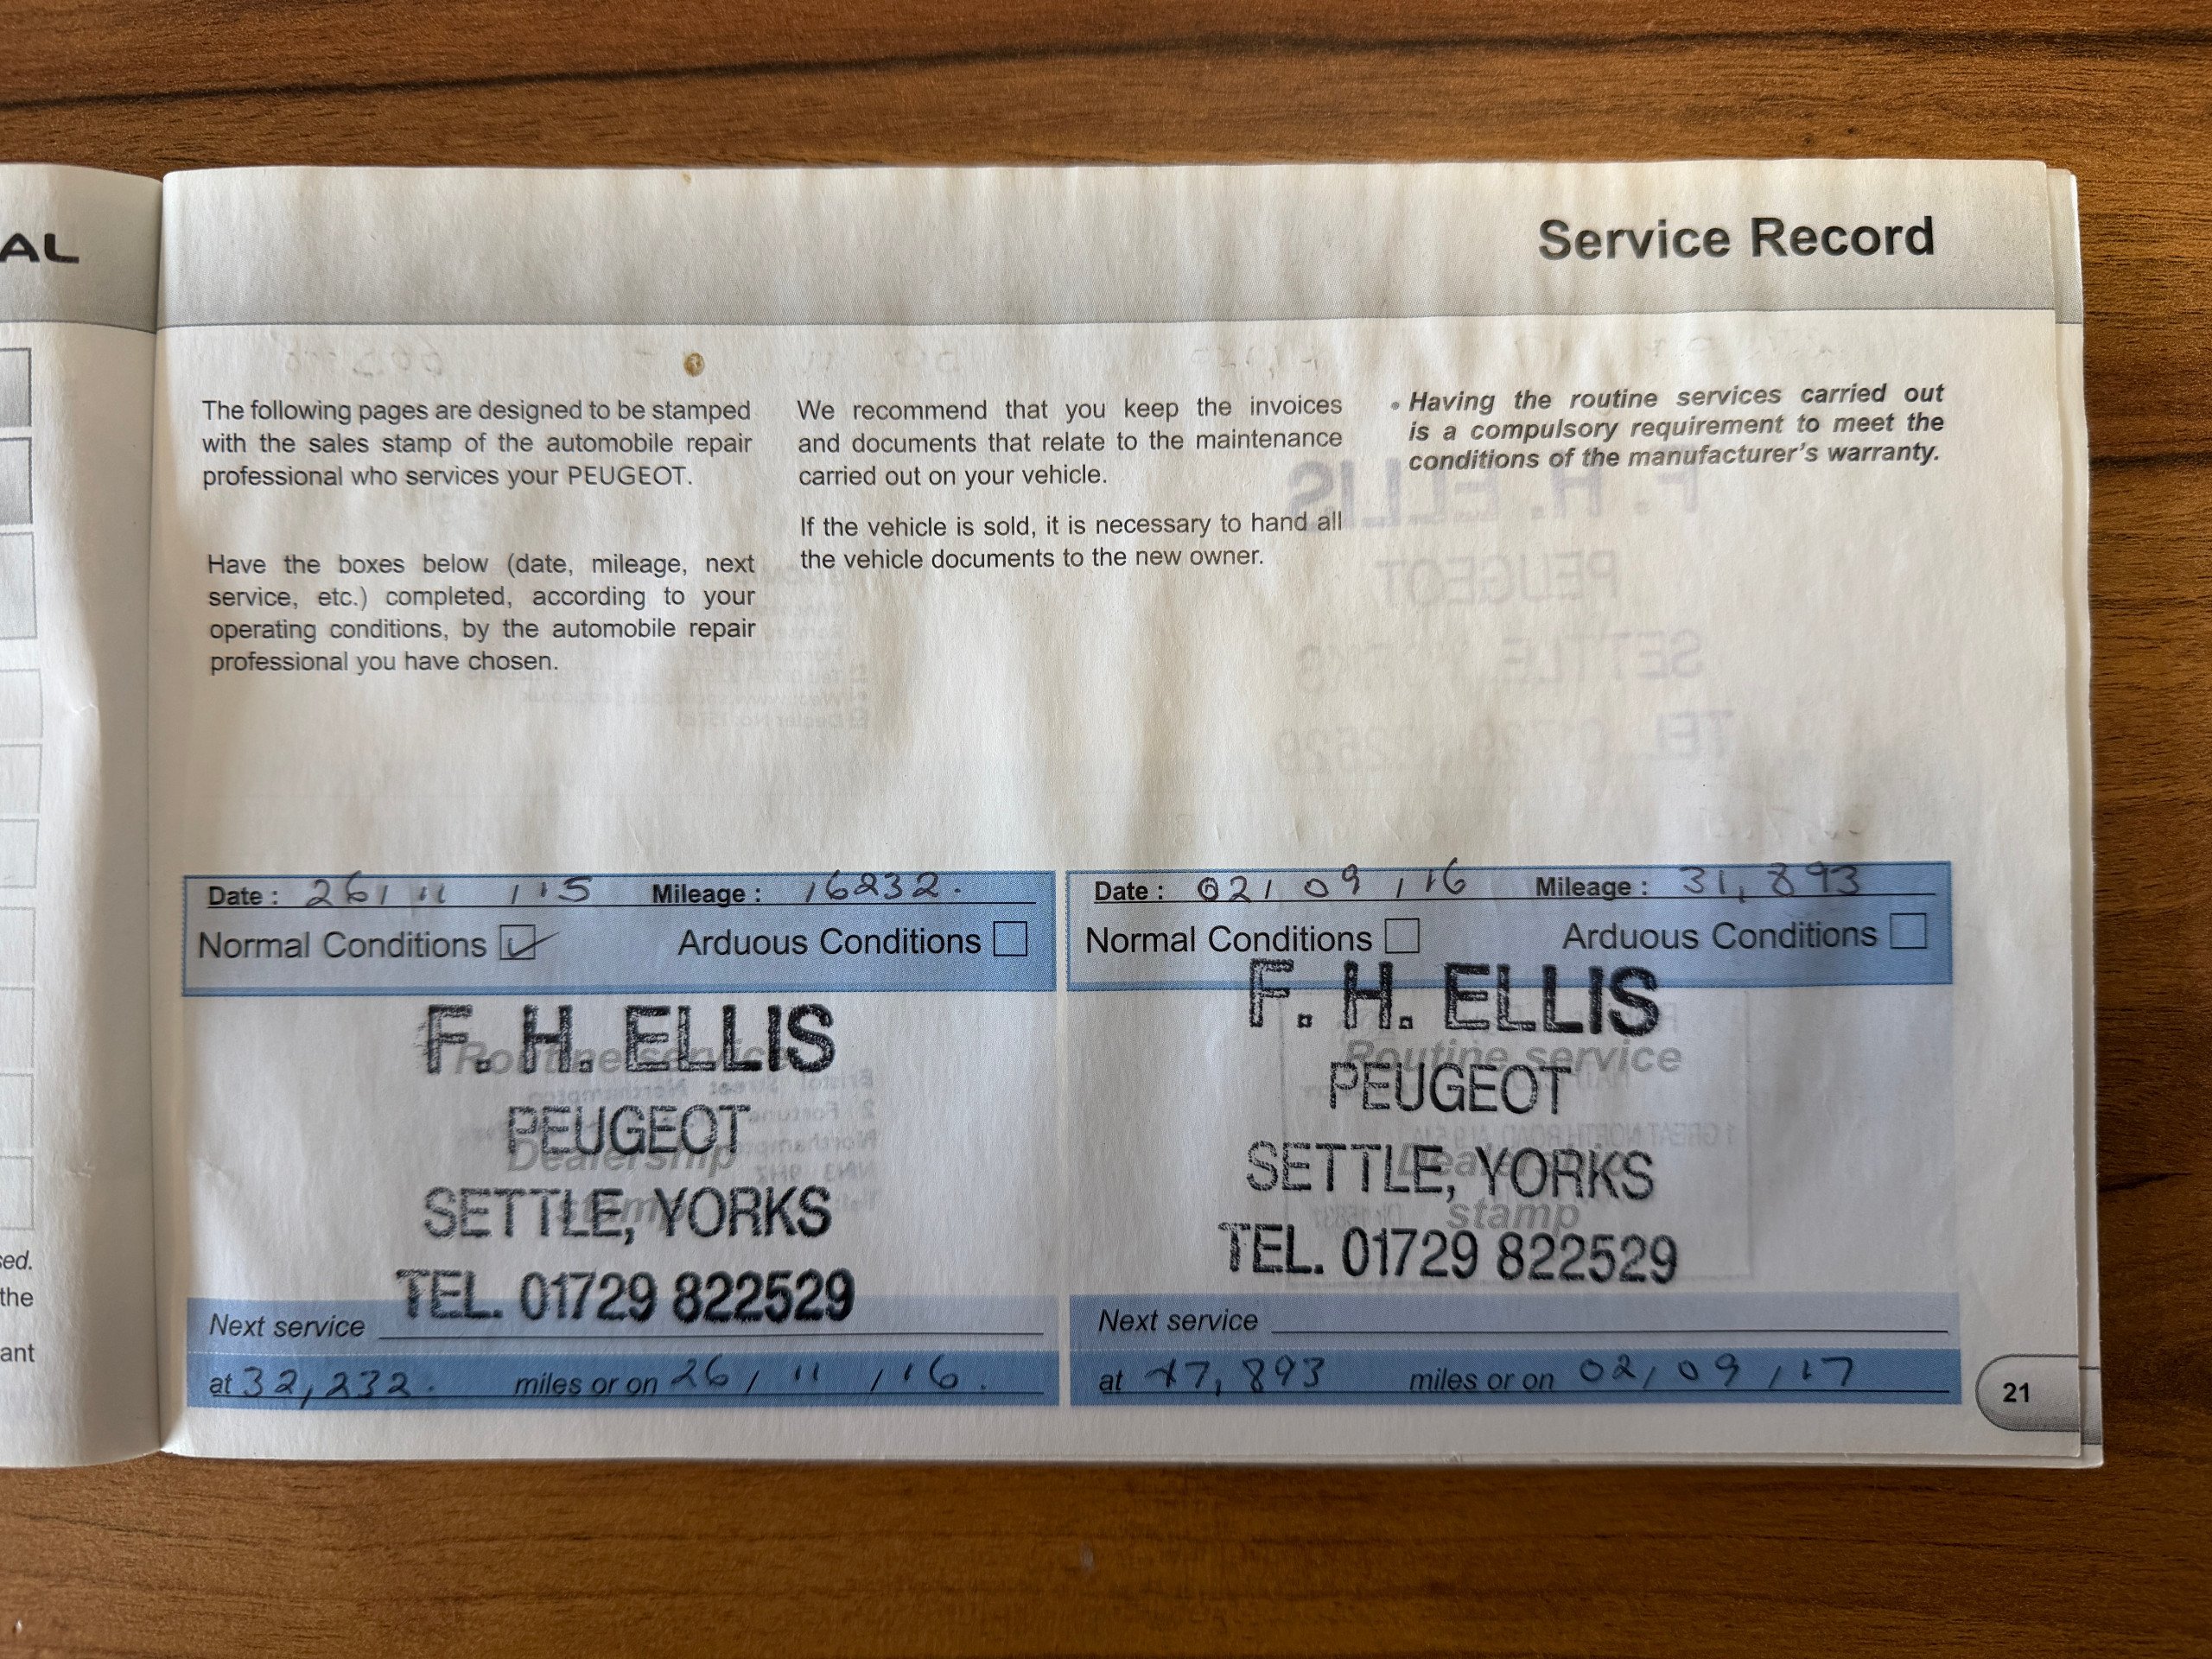 AL
Service Record
The following pages are designed to be stamped
with the sales stamp of the automobile repair
professional who services your PEUGEOT.
Have the boxes below (date, mileage, next
service, etc.) completed, according to your
operating conditions, by the automobile repair
professional you have chosen.
We recommend that you keep the invoices
and documents that relate to the maintenance
carried out on your vehicle.
If the vehicle is sold, it is necessary to hand all
the vehicle documents to the new owner.
• Having the routine services carried out
is a compulsory requirement to meet the
conditions of the manufacturer's warranty.
Date : 26 / 11 / 15 Mileage : 16232.
Normal Conditions Arduous Conditions
F. H. ELLIS
Routine service
PEUGEOT
Dealership
SETTLE, YORKS
stamp
TEL. 01729 822529
Next service
at 32,232. miles or on 26 / 11 / 16.
Date : 02 / 09 / 16 Mileage : 31,893
Normal Conditions Arduous Conditions
F. H. ELLIS
Routine service
PEUGEOT
Dealership
SETTLE, YORKS
stamp
TEL. 01729 822529
Next service
at 47,893 miles or on 02 / 09 / 17
sed.
the
ant
21